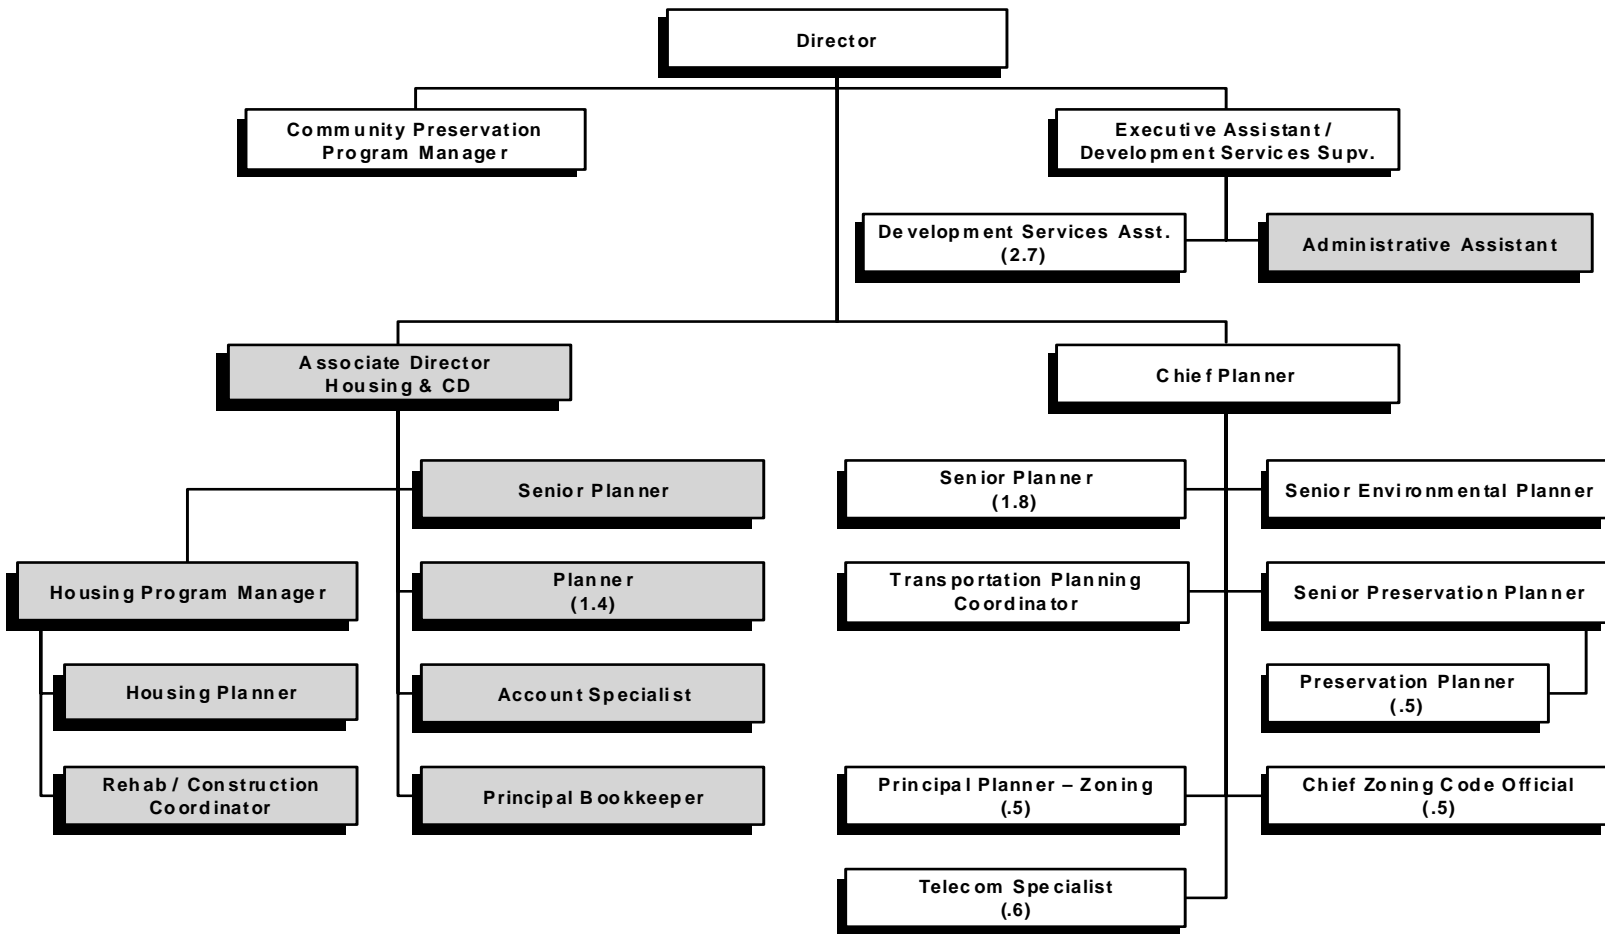 Director
Community Preservation
Program Manager
Executive Assistant /
Development Services Supv.
Development Services Asst.
(2.7)
Administrative Assistant
Associate Director
Housing & CD
Chief Planner
Senior Planner
Senior Planner
(1.8)
Senior Environmental Planner
Housing Program Manager
Planner
(1.4)
Transportation Planning
Coordinator
Senior Preservation Planner
Housing Planner
Account Specialist
Preservation Planner
(.5)
Rehab / Construction
Coordinator
Principal Bookkeeper
Principal Planner – Zoning
(.5)
Chief Zoning Code Official
(.5)
Telecom Specialist
(.6)